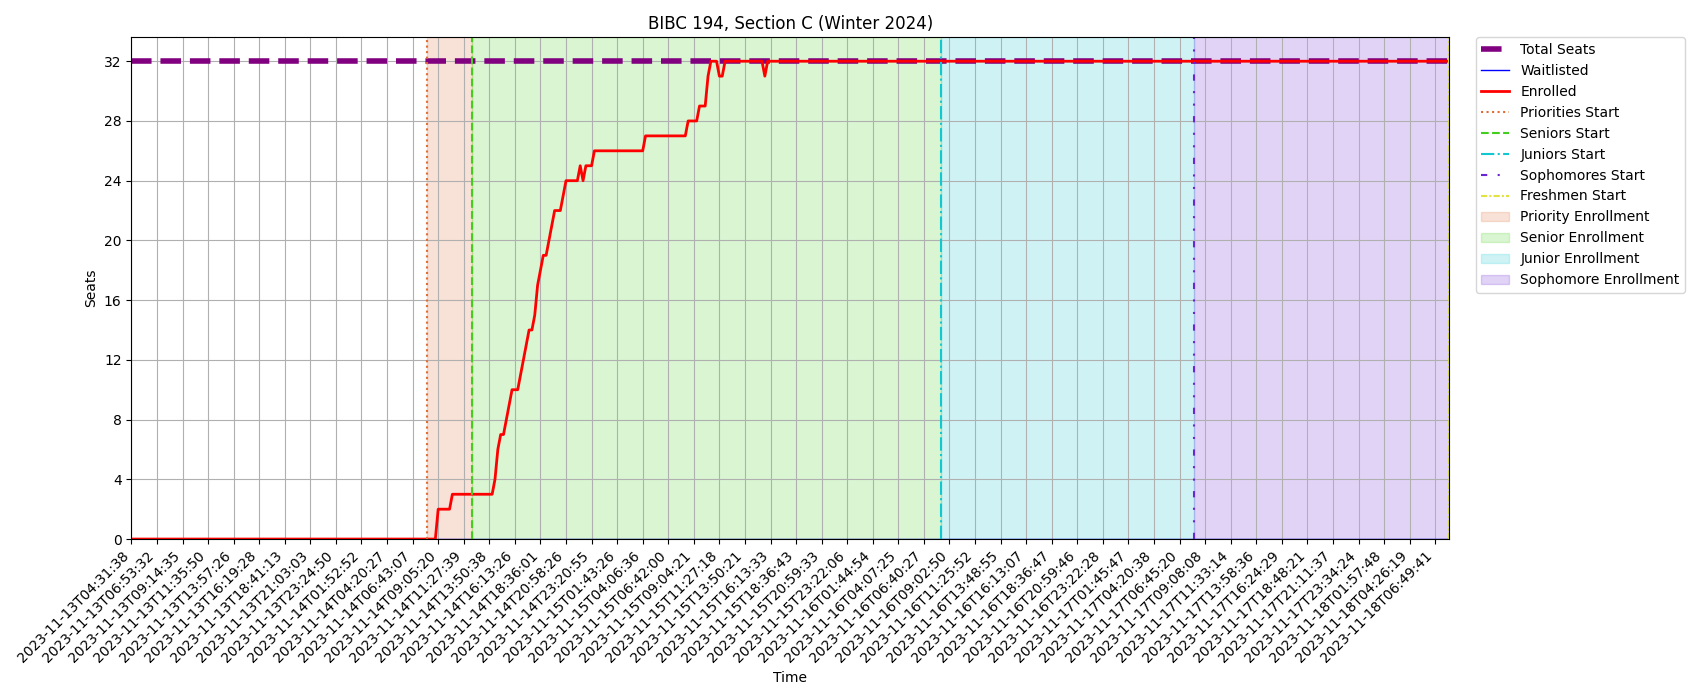 BIBC 194, Section C (Winter 2024)
32
28
24
20
16
12
8
4
0
Seats
2023-11-13T04:31:38
2023-11-13T06:53:32
2023-11-13T09:14:35
2023-11-13T11:35:50
2023-11-13T13:57:26
2023-11-13T16:19:28
2023-11-13T18:41:13
2023-11-13T21:03:03
2023-11-13T23:24:50
2023-11-14T01:52:52
2023-11-14T04:20:27
2023-11-14T06:43:07
2023-11-14T09:05:20
2023-11-14T11:27:39
2023-11-14T13:50:38
2023-11-14T16:13:26
2023-11-14T18:36:01
2023-11-14T20:58:26
2023-11-14T23:20:55
2023-11-15T01:43:26
2023-11-15T04:06:36
2023-11-15T06:42:00
2023-11-15T09:04:21
2023-11-15T11:27:18
2023-11-15T13:50:21
2023-11-15T16:13:33
2023-11-15T18:36:43
2023-11-15T20:59:33
2023-11-15T23:22:06
2023-11-16T01:44:54
2023-11-16T04:07:25
2023-11-16T06:40:27
2023-11-16T09:02:50
2023-11-16T11:25:52
2023-11-16T13:48:55
2023-11-16T16:13:07
2023-11-16T18:36:47
2023-11-16T20:59:46
2023-11-16T23:22:28
2023-11-17T01:45:47
2023-11-17T04:20:38
2023-11-17T06:45:20
2023-11-17T09:08:08
2023-11-17T11:33:14
2023-11-17T13:58:36
2023-11-17T16:24:29
2023-11-17T18:48:21
2023-11-17T21:11:37
2023-11-17T23:34:24
2023-11-18T01:57:48
2023-11-18T04:26:19
2023-11-18T06:49:41
Time
Total Seats
Waitlisted
Enrolled
Priorities Start
Seniors Start
Juniors Start
Sophomores Start
Freshmen Start
Priority Enrollment
Senior Enrollment
Junior Enrollment
Sophomore Enrollment